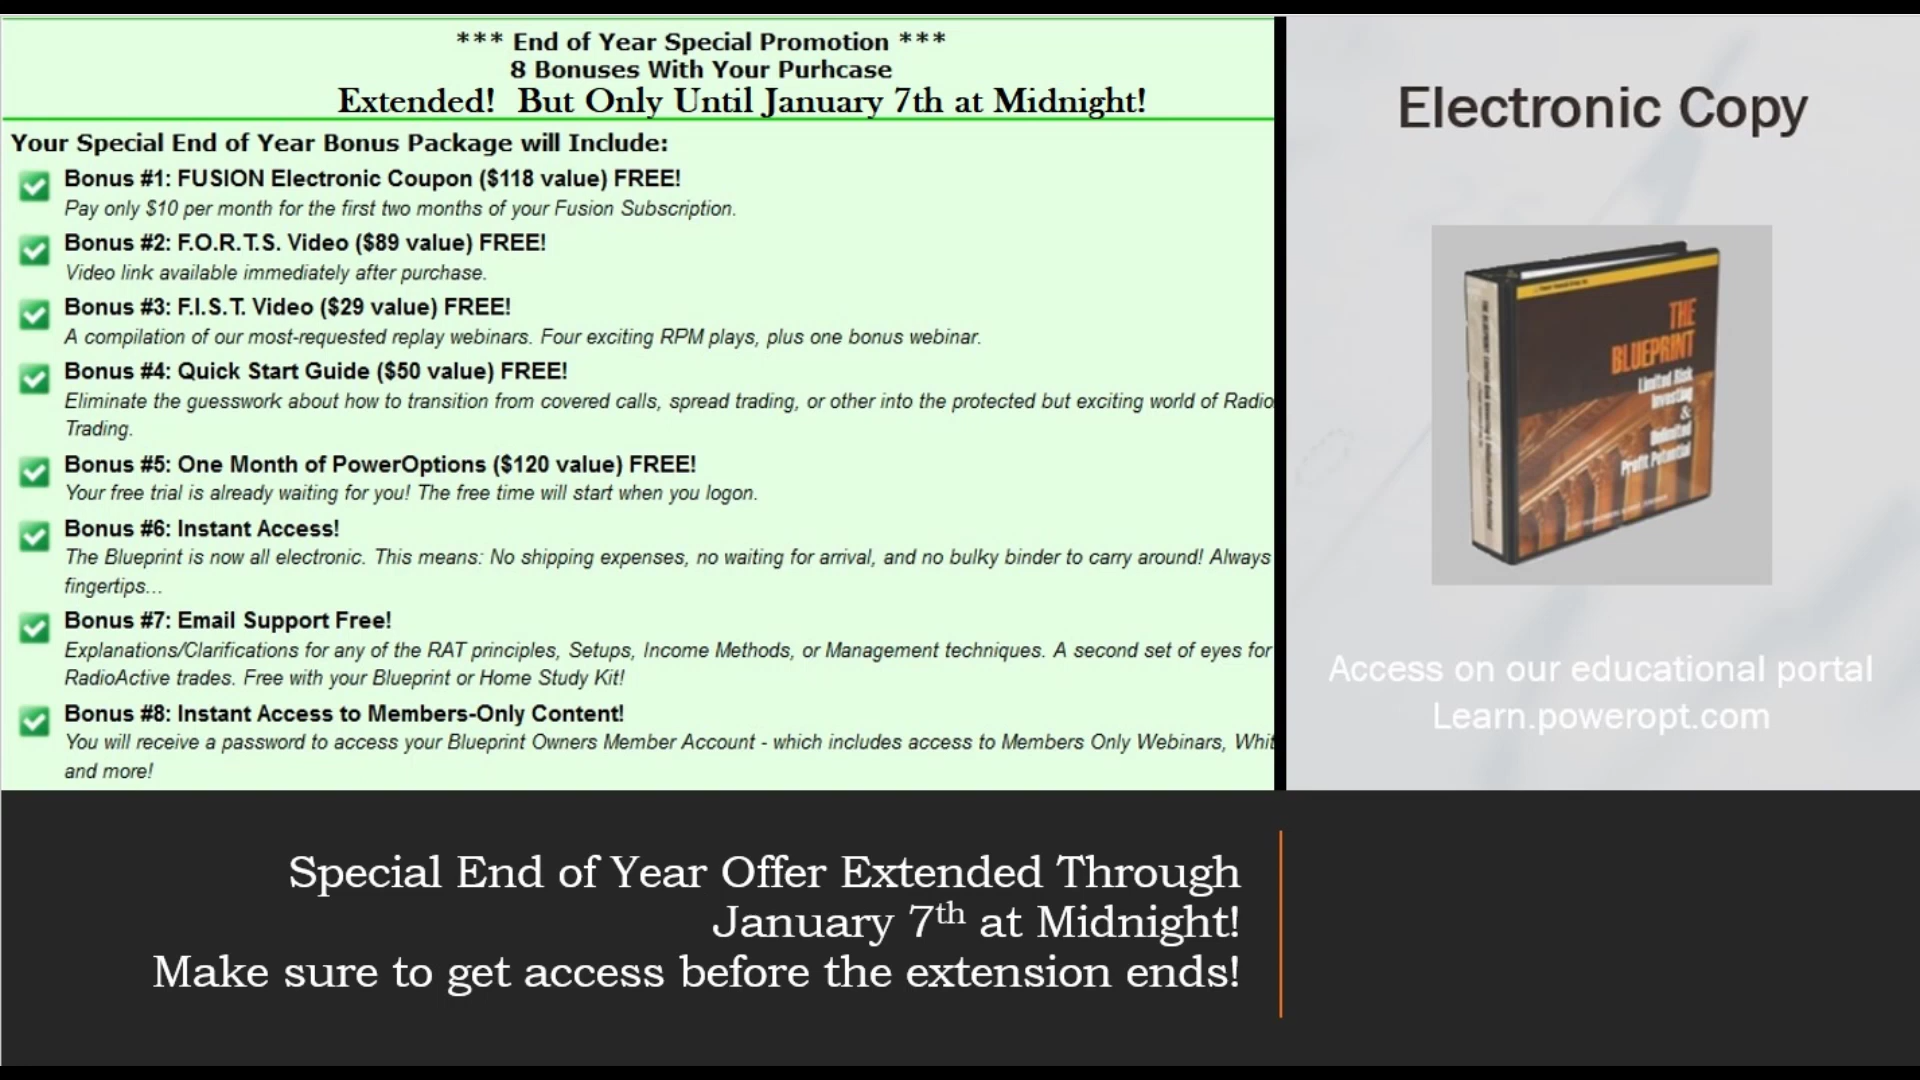 *** End of Year Special Promotion ***
8 Bonuses With Your Purhcase
Extended!  But Only Until January 7th at Midnight!
Your Special End of Year Bonus Package will Include:
Bonus #1: FUSION Electronic Coupon ($118 value) FREE!
Pay only $10 per month for the first two months of your Fusion Subscription.
Bonus #2: F.O.R.T.S. Video ($89 value) FREE!
Video link available immediately after purchase.
Bonus #3: F.I.S.T. Video ($29 value) FREE!
A compilation of our most-requested replay webinars. Four exciting RPM plays, plus one bonus webinar.
Bonus #4: Quick Start Guide ($50 value) FREE!
Eliminate the guesswork about how to transition from covered calls, spread trading, or other into the protected but exciting world of Radio
Trading.
Bonus #5: One Month of PowerOptions ($120 value) FREE!
Your free trial is already waiting for you! The free time will start when you logon.
Bonus #6: Instant Access!
The Blueprint is now all electronic. This means: No shipping expenses, no waiting for arrival, and no bulky binder to carry around! Always
fingertips...
Bonus #7: Email Support Free!
Explanations/Clarifications for any of the RAT principles, Setups, Income Methods, or Management techniques. A second set of eyes for
RadioActive trades. Free with your Blueprint or Home Study Kit!
Bonus #8: Instant Access to Members-Only Content!
You will receive a password to access your Blueprint Owners Member Account - which includes access to Members Only Webinars, Whit
and more!
Electronic Copy
THE
BLUEPRINT
Limited Risk
Investing
&
Unlimited
Profit Potential
Access on our educational portal
Learn.poweropt.com
Special End of Year Offer Extended Through
January 7th at Midnight!
Make sure to get access before the extension ends!